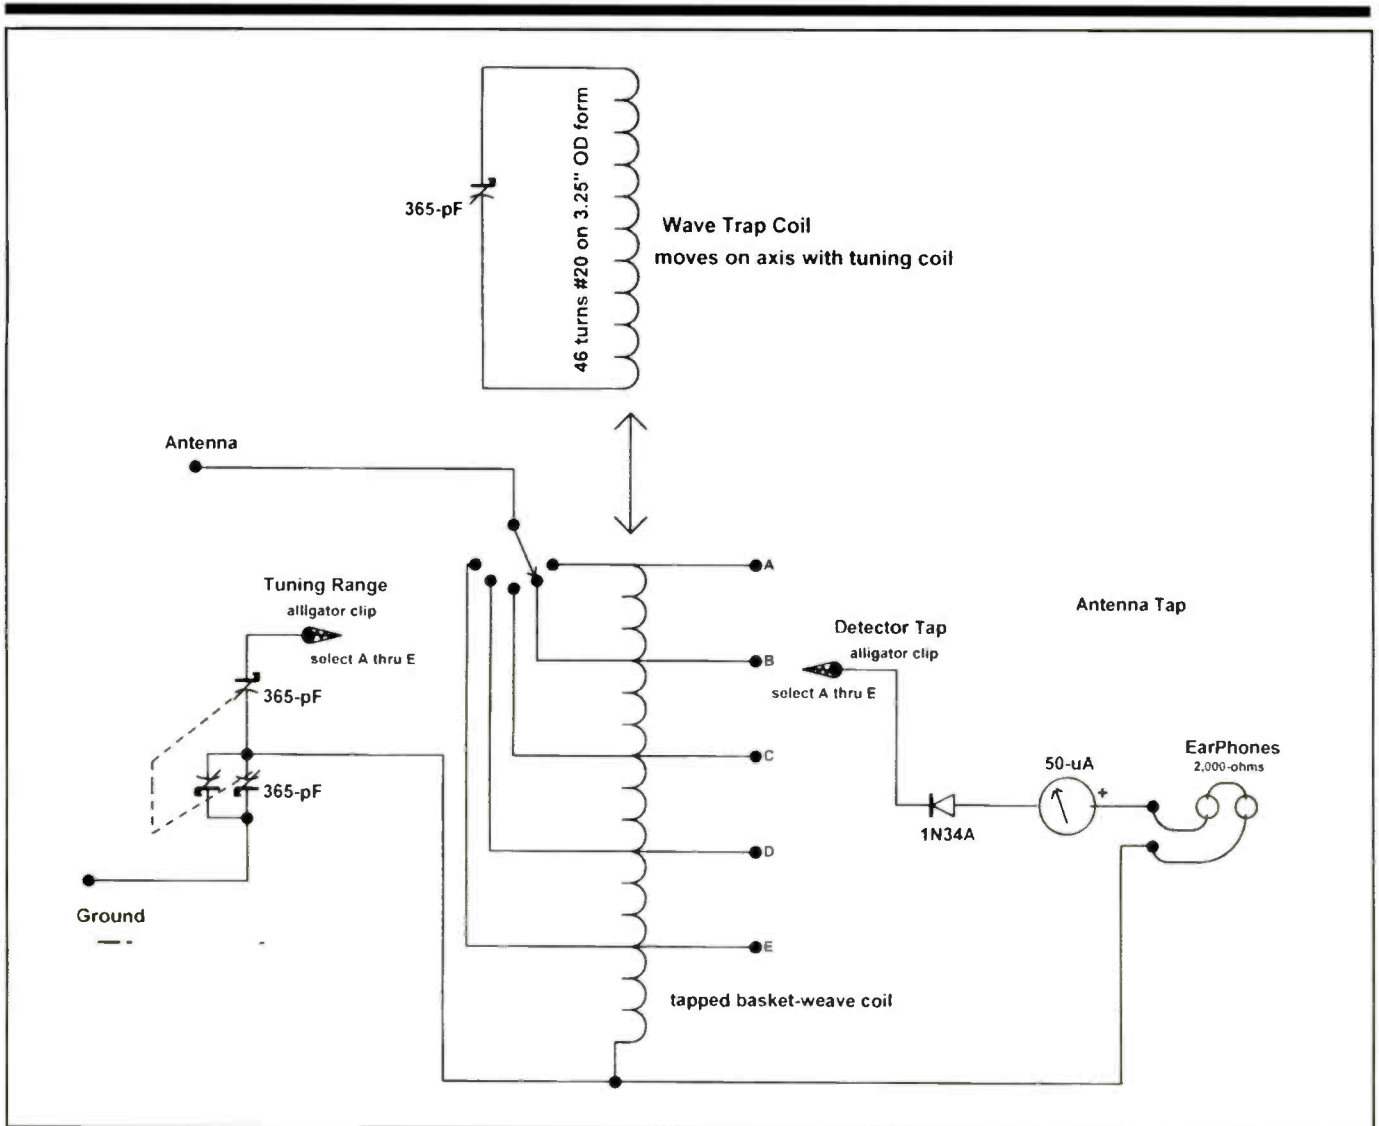 46 turns #20 on 3.25" OD form
365-pF
Wave Trap Coil
moves on axis with tuning coil
Antenna
Tuning Range
alligator clip
select A thru E
365-pF
365-pF
Ground
A
B
C
D
E
tapped basket-weave coil
Antenna Tap
Detector Tap
alligator clip
select A thru E
1N34A
50-uA
+
EarPhones
2,000-ohms